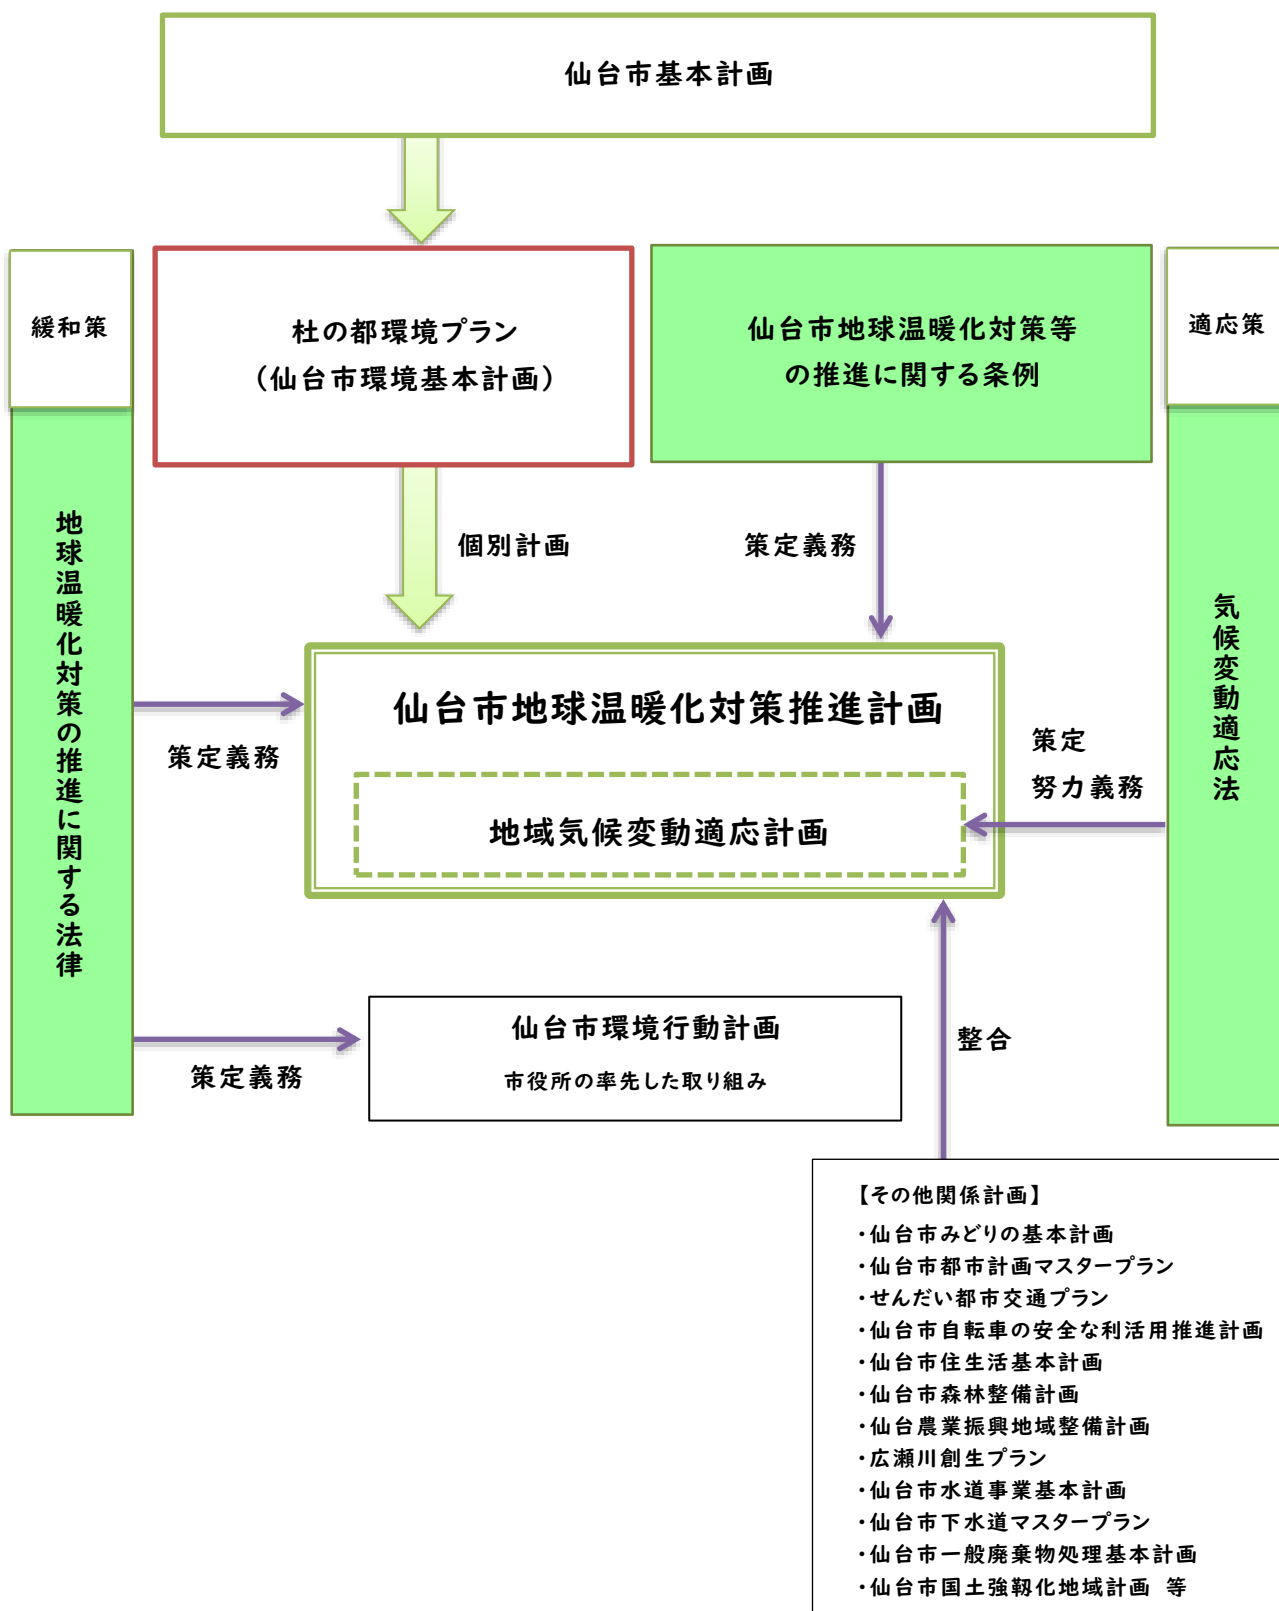 仙台市基本計画
緩和策
杜の都環境プラン
（仙台市環境基本計画）
仙台市地球温暖化対策等
の推進に関する条例
適応策
地球温暖化対策の推進に関する法律
個別計画
策定義務
気候変動適応法
仙台市地球温暖化対策推進計画
策定義務
策定
努力義務
地域気候変動適応計画
仙台市環境行動計画
市役所の率先した取り組み
策定義務
整合
【その他関係計画】
・仙台市みどりの基本計画
・仙台市都市計画マスタープラン
・せんだい都市交通プラン
・仙台市自転車の安全な利活用推進計画
・仙台市住生活基本計画
・仙台市森林整備計画
・仙台農業振興地域整備計画
・広瀬川創生プラン
・仙台市水道事業基本計画
・仙台市下水道マスタープラン
・仙台市一般廃棄物処理基本計画
・仙台市国土強靱化地域計画 等